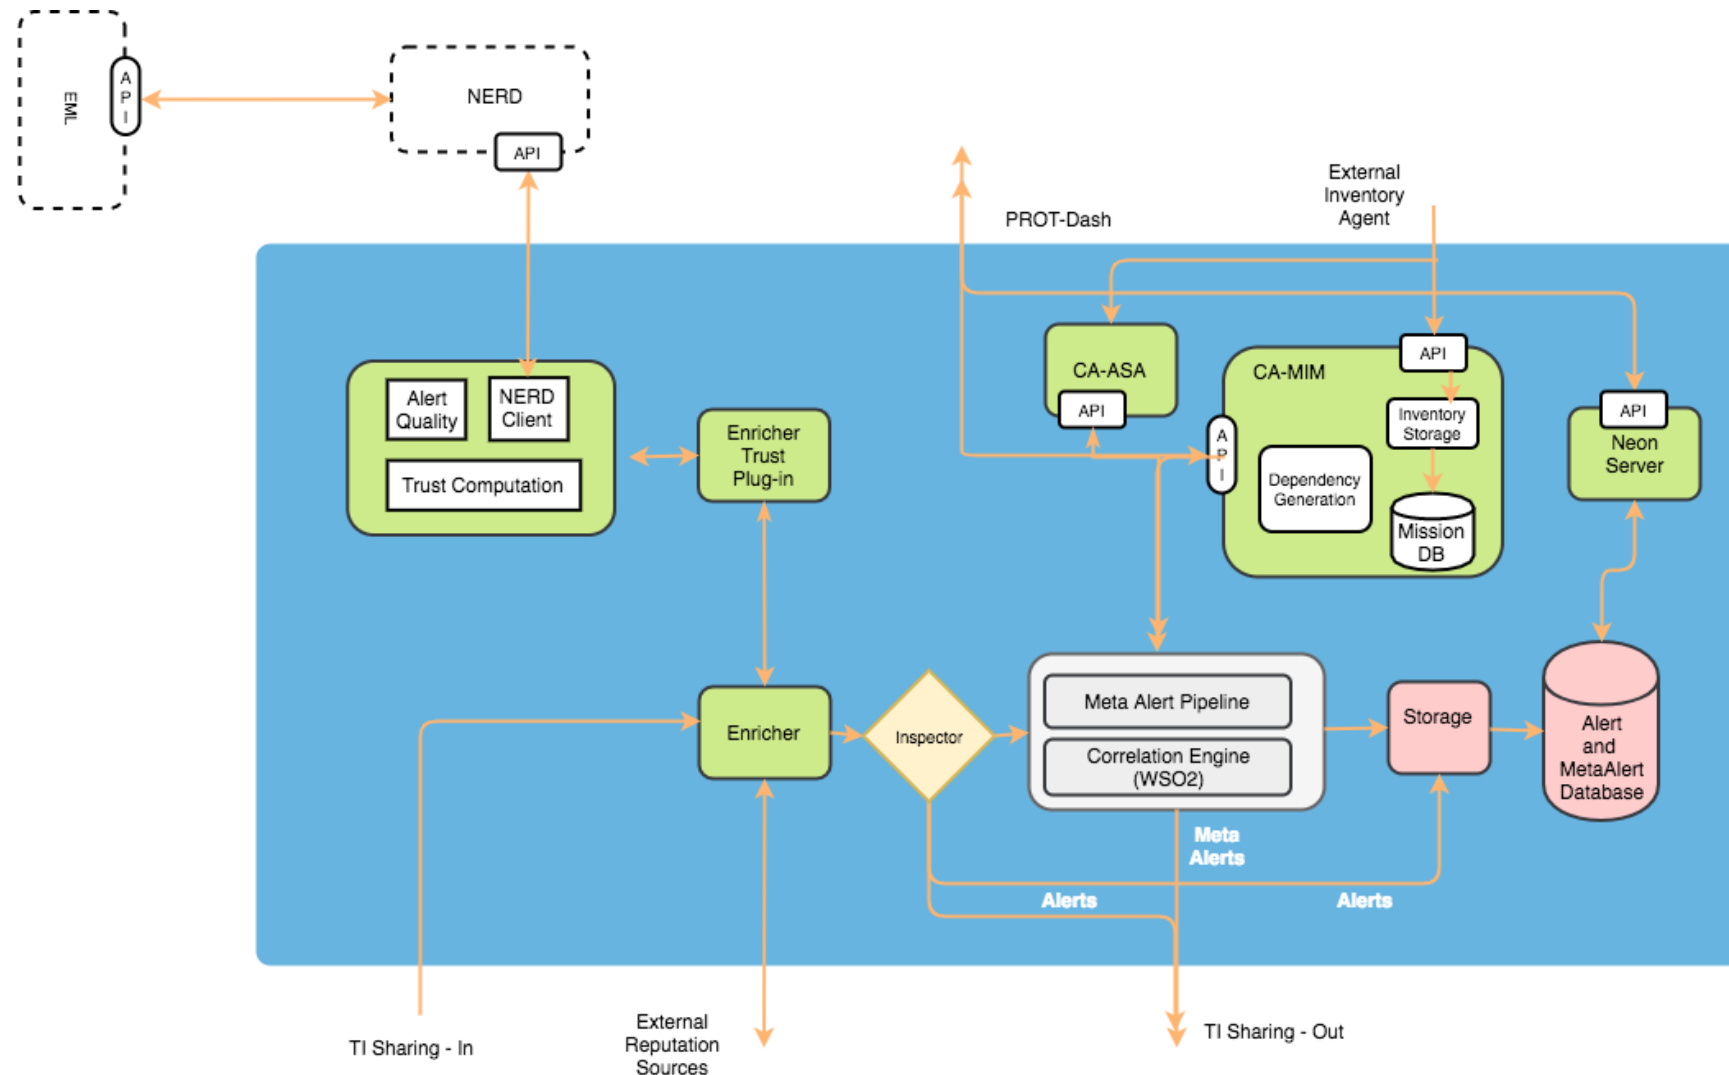 EML
API
NERD
API
PROT-Dash
External
Inventory
Agent
Alert
Quality
NERD
Client
Trust Computation
Enricher
Trust
Plug-in
CA-ASA
API
API
CA-MIM
API
Inventory
Storage
Dependency
Generation
Mission
DB
API
Neon
Server
Enricher
Inspector
Meta Alert Pipeline
Correlation Engine
(WSO2)
Storage
Alert
and
MetaAlert
Database
Meta
Alerts
Alerts
Alerts
TI Sharing - In
External
Reputation
Sources
TI Sharing - Out